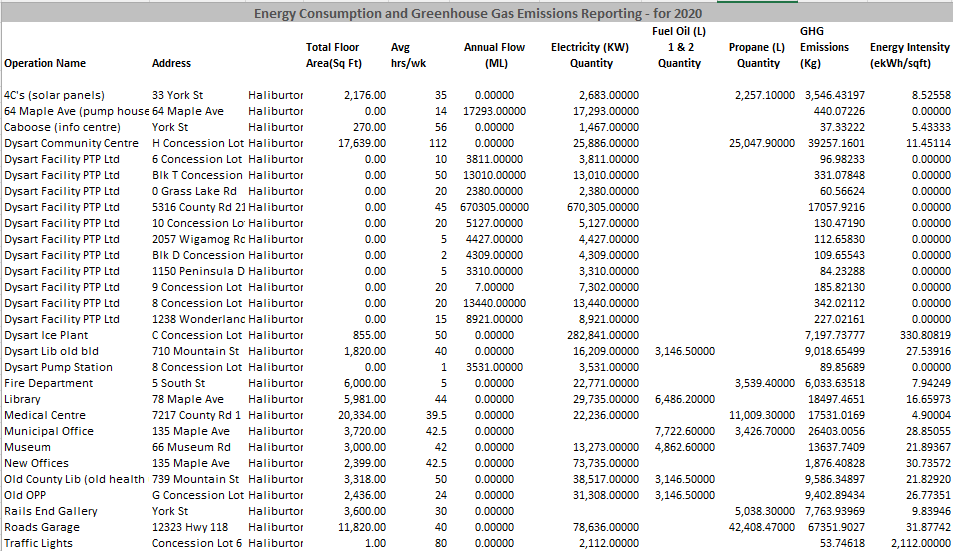 Energy Consumption and Greenhouse Gas Emissions Reporting - for 2020
Fuel Oil (L) GHG
Total Floor Avg Annual Flow Electricity (KW) 1 & 2 Propane (L) Emissions Energy Intensity
Operation Name Address Area(Sq Ft) hrs/wk (ML) Quantity Quantity Quantity (Kg) (ekWh/sqft)
4C's (solar panels) 33 York St Haliburton 2,176.00 35 0.00000 2,683.00000 2,257.10000 3,546.43197 8.52558
64 Maple Ave (pump house 64 Maple Ave Haliburton 0.00 14 17293.00000 17,293.00000 440.07226 0.00000
Caboose (info centre) York St Haliburton 270.00 56 0.00000 1,467.00000 37.33222 5.43333
Dysart Community Centre H Concession Lot Haliburton 17,639.00 112 0.00000 25,886.00000 25,047.90000 39257.1601 11.45114
Dysart Facility PTP Ltd 6 Concession Lot Haliburton 0.00 10 3811.00000 3,811.00000 96.98233 0.00000
Dysart Facility PTP Ltd Blk T Concession Haliburton 0.00 50 13010.00000 13,010.00000 331.07848 0.00000
Dysart Facility PTP Ltd 0 Grass Lake Rd Haliburton 0.00 20 2380.00000 2,380.00000 60.56624 0.00000
Dysart Facility PTP Ltd 5316 County Rd 21 Haliburton 0.00 45 670305.00000 670,305.00000 17057.9216 0.00000
Dysart Facility PTP Ltd 10 Concession Lo Haliburton 0.00 20 5127.00000 5,127.00000 130.47190 0.00000
Dysart Facility PTP Ltd 2057 Wigamog Rc Haliburton 0.00 5 4427.00000 4,427.00000 112.65830 0.00000
Dysart Facility PTP Ltd Blk D Concession Haliburton 0.00 2 4309.00000 4,309.00000 109.65543 0.00000
Dysart Facility PTP Ltd 1150 Peninsula D Haliburton 0.00 5 3310.00000 3,310.00000 84.23288 0.00000
Dysart Facility PTP Ltd 9 Concession Lot Haliburton 0.00 20 7.00000 7,302.00000 185.82130 0.00000
Dysart Facility PTP Ltd 8 Concession Lot Haliburton 0.00 20 13440.00000 13,440.00000 342.02112 0.00000
Dysart Facility PTP Ltd 1238 Wonderlanc Haliburton 0.00 15 8921.00000 8,921.00000 227.02161 0.00000
Dysart Ice Plant C Concession Lot Haliburton 855.00 50 0.00000 282,841.00000 7,197.73777 330.80819
Dysart Lib old bld 710 Mountain St Haliburton 1,820.00 40 0.00000 16,209.00000 3,146.50000 9,018.65499 27.53916
Dysart Pump Station 8 Concession Lot Haliburton 0.00 1 3531.00000 3,531.00000 89.85689 0.00000
Fire Department 5 South St Haliburton 6,000.00 5 0.00000 22,771.00000 3,539.40000 6,033.63518 7.94249
Library 78 Maple Ave Haliburton 5,981.00 44 0.00000 29,735.00000 6,486.20000 18497.4651 16.65973
Medical Centre 7217 County Rd 1 Haliburton 20,334.00 39.5 0.00000 22,236.00000 11,009.30000 17531.0169 4.90004
Municipal Office 135 Maple Ave Haliburton 3,720.00 42.5 0.00000 7,722.60000 3,426.70000 26403.0056 28.85055
Museum 66 Museum Rd Haliburton 3,000.00 42 0.00000 13,273.00000 4,862.60000 13637.7409 21.89367
New Offices 135 Maple Ave Haliburton 2,399.00 42.5 0.00000 73,735.00000 1,876.40828 30.73572
Old County Lib (old health 739 Mountain St Haliburton 3,318.00 50 0.00000 38,517.00000 3,146.50000 9,586.34897 21.82920
Old OPP G Concession Lot Haliburton 2,436.00 24 0.00000 31,308.00000 3,146.50000 9,402.89434 26.77351
Rails End Gallery York St Haliburton 3,600.00 30 0.00000 5,038.30000 7,763.93969 9.83946
Roads Garage 12323 Hwy 118 Haliburton 11,820.00 40 0.00000 78,636.00000 42,408.47000 67351.9027 31.87742
Traffic Lights Concession Lot 6 Haliburton 1.00 80 0.00000 2,112.00000 53.74618 2,112.00000